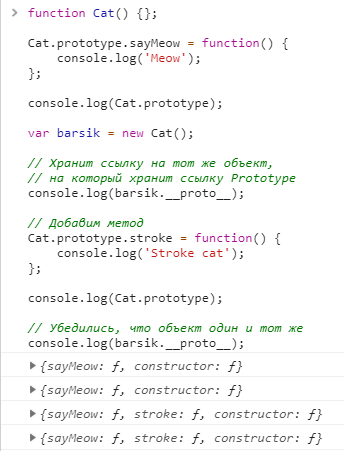 function Cat() {};
Cat.prototype.sayMeow = function() {
console.log('Meow');
};
console.log(Cat.prototype);
var barsik = new Cat();
// Хранит ссылку на тот же объект,
// на который хранит ссылку Prototype
console.log(barsik.__proto__);
// Добавим метод
Cat.prototype.stroke = function() {
console.log('Stroke cat');
};
console.log(Cat.prototype);
// Убедились, что объект один и тот же
console.log(barsik.__proto__);
{sayMeow: ƒ, constructor: ƒ}
{sayMeow: ƒ, constructor: ƒ}
{sayMeow: ƒ, stroke: ƒ, constructor: ƒ}
{sayMeow: ƒ, stroke: ƒ, constructor: ƒ}